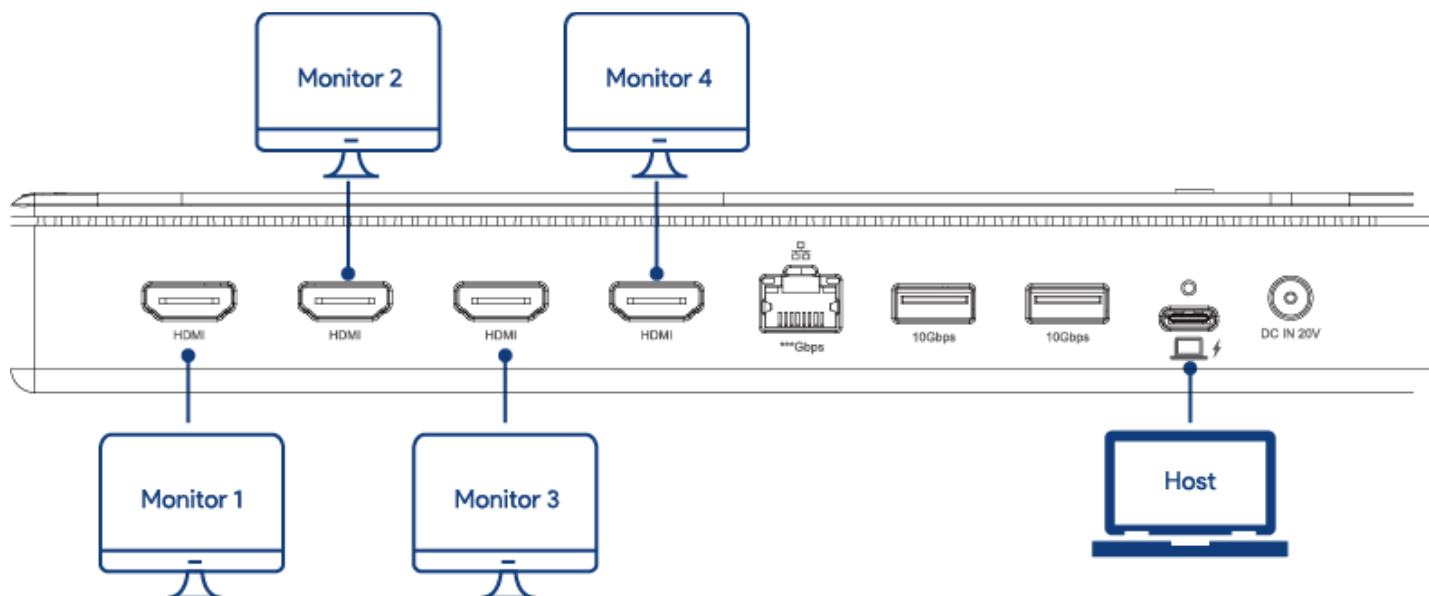 Monitor 2
Monitor 4
HDMI
HDMI
HDMI
HDMI
***Gbps
10Gbps
10Gbps
DC IN 20V
Monitor 1
Monitor 3
Host